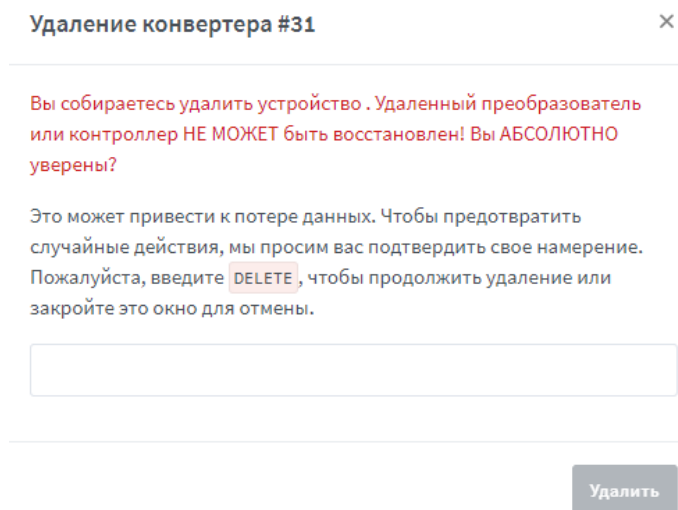 Удаление конвертера #31
×
Вы собираетесь удалить устройство . Удаленный преобразователь
или контроллер НЕ МОЖЕТ быть восстановлен! Вы АБСОЛЮТНО
уверены?
Это может привести к потере данных. Чтобы предотвратить
случайные действия, мы просим вас подтвердить свое намерение.
Пожалуйста, введите DELETE , чтобы продолжить удаление или
закройте это окно для отмены.
Удалить